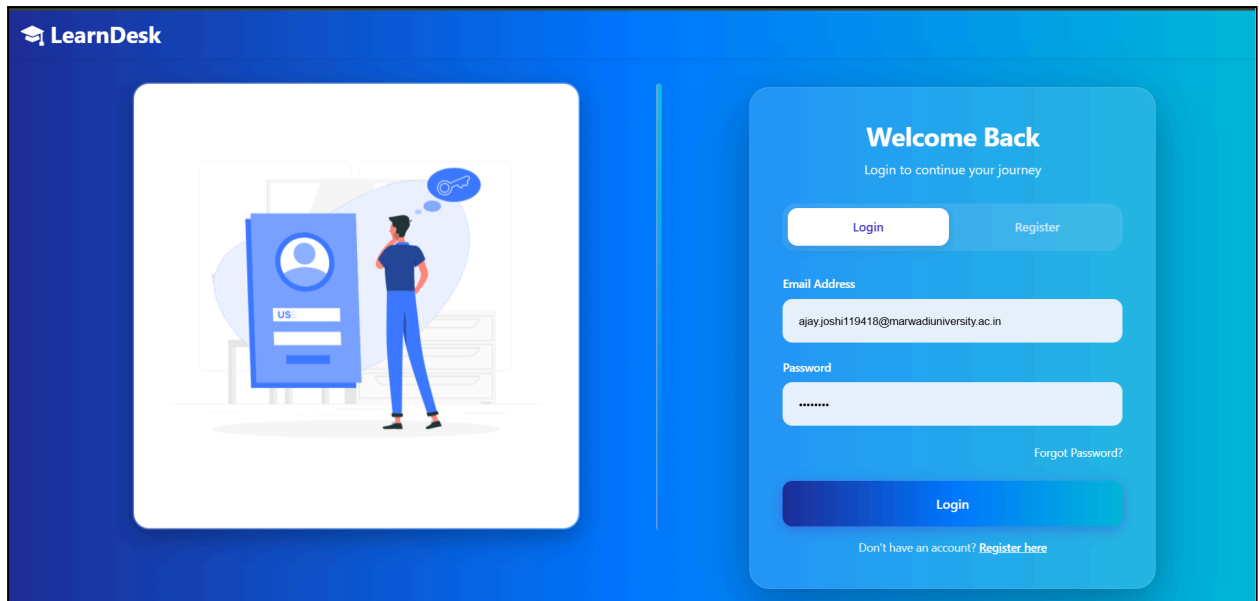 LearnDesk
US
Welcome Back
Login to continue your journey
Login Register
Email Address
ajay.joshi119418@marwadiuniversity.ac.in
Password
••••••••
Forgot Password?
Login
Don't have an account? Register here